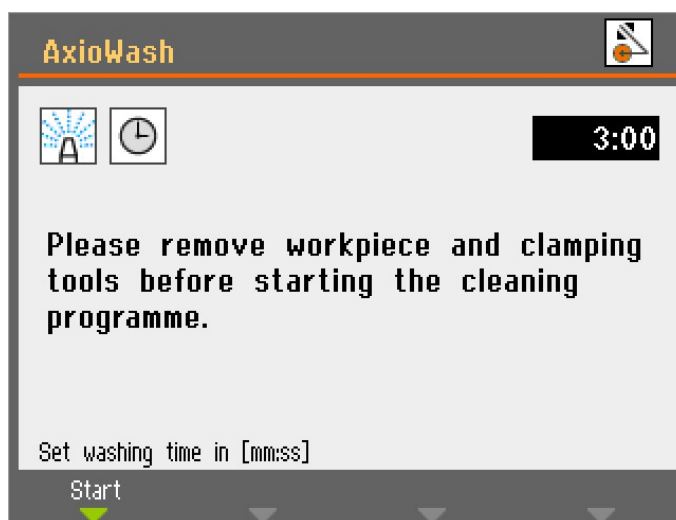 AxioWash
3:00
Please remove workpiece and clamping
tools before starting the cleaning
programme.
Set washing time in [mm:ss]
Start